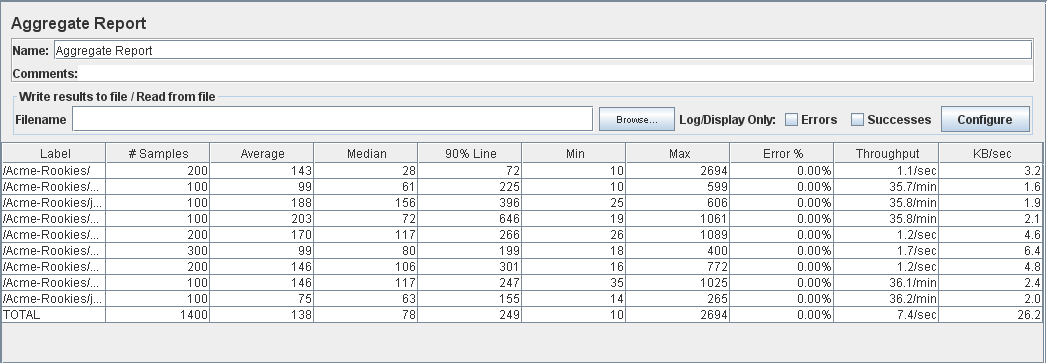 Aggregate Report
Name: Aggregate Report
Comments:
Write results to file / Read from file
Filename Browse... Log/Display Only: Errors Successes Configure
Label # Samples Average Median 90% Line Min Max Error % Throughput KB/sec
/Acme-Rookies/ 200 143 28 72 10 2694 0.00% 1.1/sec 3.2
/Acme-Rookies/... 100 99 61 225 10 599 0.00% 35.7/min 1.6
/Acme-Rookies/j... 100 188 156 396 25 606 0.00% 35.8/min 1.9
/Acme-Rookies/... 100 203 72 646 19 1061 0.00% 35.8/min 2.1
/Acme-Rookies/... 200 170 117 266 26 1089 0.00% 1.2/sec 4.6
/Acme-Rookies/... 300 99 80 199 18 400 0.00% 1.7/sec 6.4
/Acme-Rookies/... 200 146 106 301 16 772 0.00% 1.2/sec 4.8
/Acme-Rookies/... 100 146 117 247 35 1025 0.00% 36.1/min 2.4
/Acme-Rookies/j... 100 75 63 155 14 265 0.00% 36.2/min 2.0
TOTAL 1400 138 78 249 10 2694 0.00% 7.4/sec 26.2